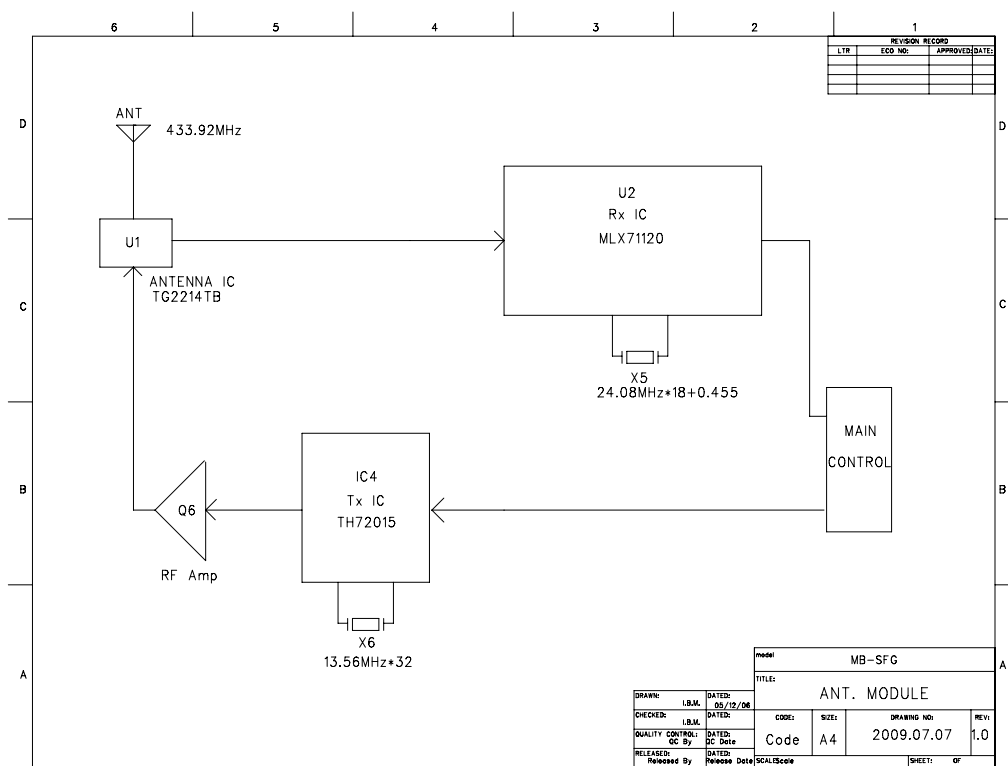 6 5 4 3 2 1
REVISION RECORD
LTR ECO NO: APPROVED: DATE:
D D
ANT
433.92MHz
U1
ANTENNA IC
TG2214TB
U2
Rx IC
MLX71120
C C
X5
24.08MHz*18+0.455
MAIN
CONTROL
IC4
Tx IC
TH72015
B B
Q6
RF Amp
X6
13.56MHz*32
A A
model MB-SFG
TITLE:
ANT. MODULE
DRAWN: I.B.M. DATED: 05/12/06
CHECKED: I.B.M. DATED:
QUALITY CONTROL: QC By DATED: QC Date
RELEASED: Released By DATED: Release Date
CODE: SIZE: DRAWING NO: REV:
Code A4 2009.07.07 1.0
SCALE:Scale SHEET: OF